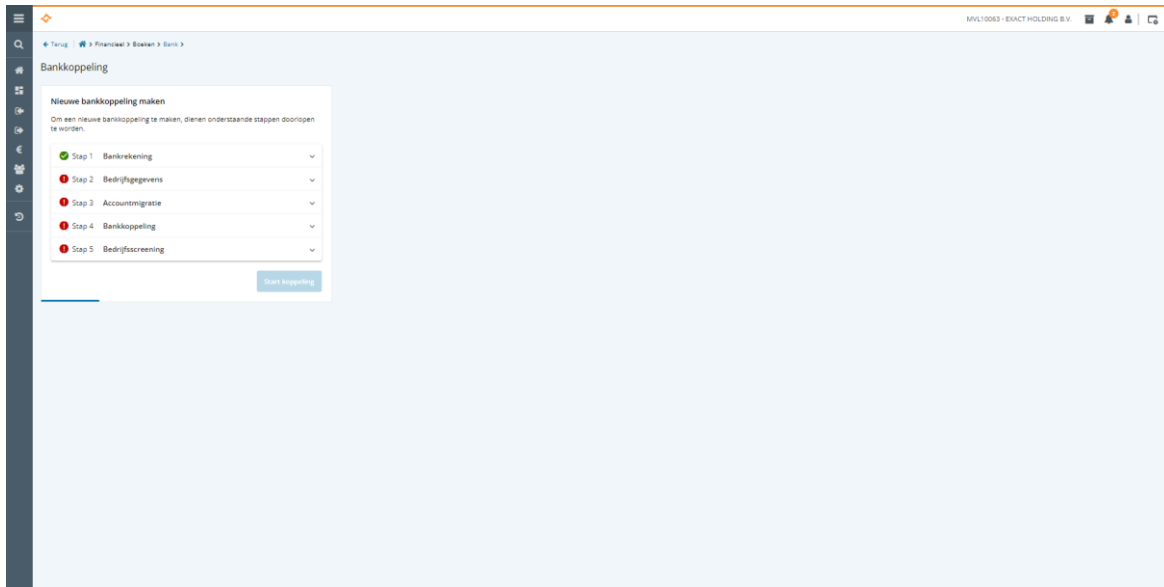 MVL10063 - EXACT HOLDING B.V.
3
Terug | > Financieel > Boeken > Bank >
Bankkoppeling
Nieuwe bankkoppeling maken
Om een nieuwe bankkoppeling te maken, dienen onderstaande stappen doorlopen
te worden.
Stap 1 Bankrekening
Stap 2 Bedrijfsgegevens
Stap 3 Accountmigratie
Stap 4 Bankkoppeling
Stap 5 Bedrijfsscreening
Start koppeling